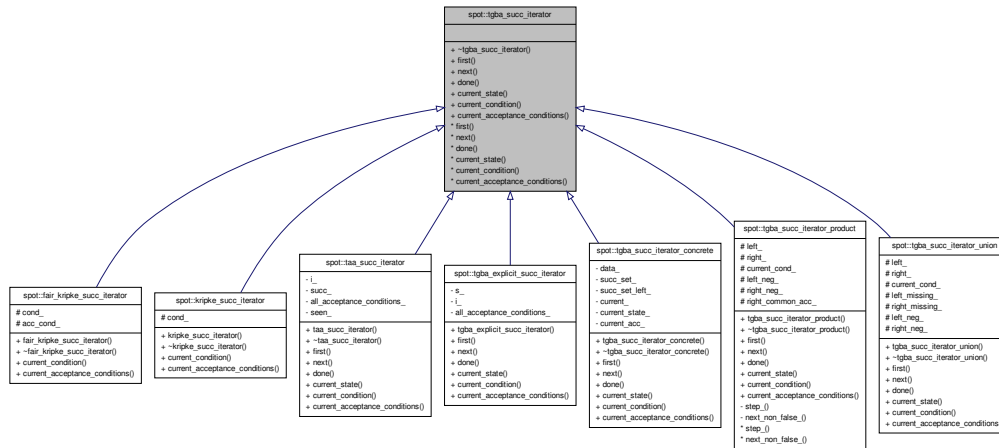 spot::tgba_succ_iterator
+ ~tgba_succ_iterator()
+ first()
+ next()
+ done()
+ current_state()
+ current_condition()
+ current_acceptance_conditions()
* first()
* next()
* done()
* current_state()
* current_condition()
* current_acceptance_conditions()
spot::fair_kripke_succ_iterator
# cond_
# acc_cond_
+ fair_kripke_succ_iterator()
+ ~fair_kripke_succ_iterator()
+ current_condition()
+ current_acceptance_conditions()
spot::kripke_succ_iterator
# cond_
+ kripke_succ_iterator()
+ ~kripke_succ_iterator()
+ current_condition()
+ current_acceptance_conditions()
spot::taa_succ_iterator
- i_
- succ_
- all_acceptance_conditions_
- seen_
+ taa_succ_iterator()
+ ~taa_succ_iterator()
+ first()
+ next()
+ done()
+ current_state()
+ current_condition()
+ current_acceptance_conditions()
spot::tgba_explicit_succ_iterator
- s_
- i_
- all_acceptance_conditions_
+ tgba_explicit_succ_iterator()
+ first()
+ next()
+ done()
+ current_state()
+ current_condition()
+ current_acceptance_conditions()
spot::tgba_succ_iterator_concrete
- data_
- succ_set_
- succ_set_left_
- current_
- current_state_
- current_acc_
+ tgba_succ_iterator_concrete()
+ ~tgba_succ_iterator_concrete()
+ first()
+ next()
+ done()
+ current_state()
+ current_condition()
+ current_acceptance_conditions()
spot::tgba_succ_iterator_product
# left_
# right_
# current_cond_
# left_neg_
# right_neg_
# right_common_acc_
+ tgba_succ_iterator_product()
+ ~tgba_succ_iterator_product()
+ first()
+ next()
+ done()
+ current_state()
+ current_condition()
+ current_acceptance_conditions()
- step_()
- next_non_false_()
* step_()
* next_non_false_()
spot::tgba_succ_iterator_union
# left_
# right_
# current_cond_
# left_missing_
# right_missing_
# left_neg_
# right_neg_
+ tgba_succ_iterator_union()
+ ~tgba_succ_iterator_union()
+ first()
+ next()
+ done()
+ current_state()
+ current_condition()
+ current_acceptance_conditions()